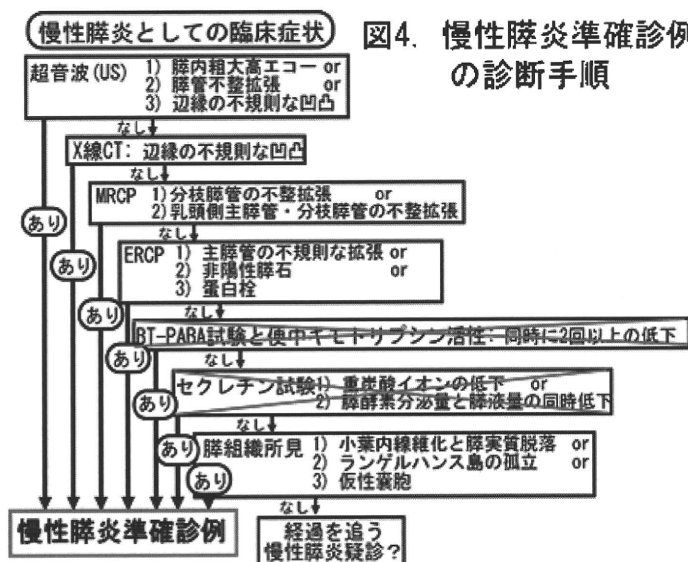 慢性膵炎としての臨床症状
図4. 慢性膵炎準確診例
の診断手順
超音波(US) 1) 膵内粗大高エコー or
2) 膵管不整拡張 or
3) 辺縁の不規則な凹凸
なし
X線CT: 辺縁の不規則な凹凸
なし
MRCP 1)分枝膵管の不整拡張 or
2)乳頭側主膵管・分枝膵管の不整拡張
あり
なし
ERCP 1) 主膵管の不規則な拡張 or
2) 非陽性膵石 or
3) 蛋白栓
あり
あり
なし
BT-PABA試験と便中キモトリプシン活性: 同時に2回以上の低下
あり
なし
セクレチン試験1) 重炭酸イオンの低下 or
2) 膵酵素分泌量と膵液量の同時低下
あり
なし
膵組織所見 1) 小葉内線維化と膵実質脱落 or
2) ランゲルハンス島の孤立 or
3) 仮性嚢胞
あり
あり
なし
慢性膵炎準確診例
経過を追う
慢性膵炎疑診？